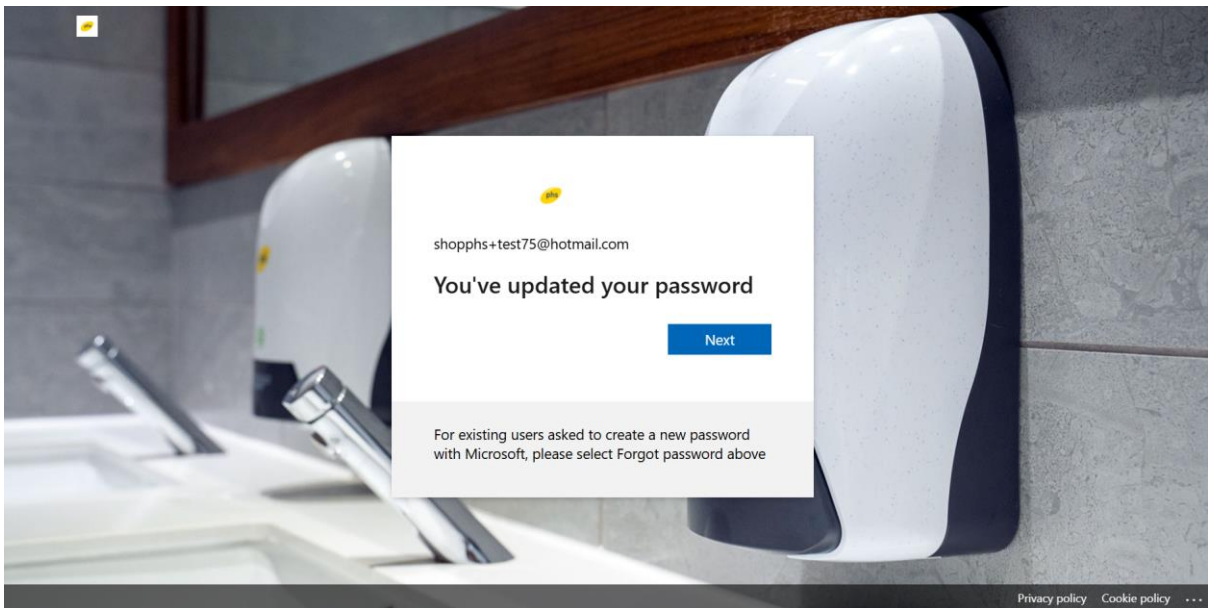 phs
shopphs+test75@hotmail.com
You've updated your password
Next
For existing users asked to create a new password
with Microsoft, please select Forgot password above
Privacy policy Cookie policy ...